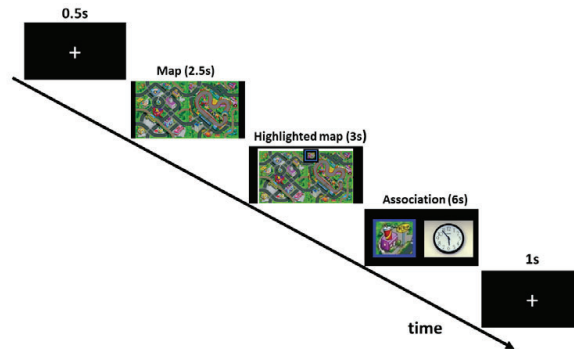 0.5s
Map (2.5s)
Highlighted map (3s)
Association (6s)
1s
time